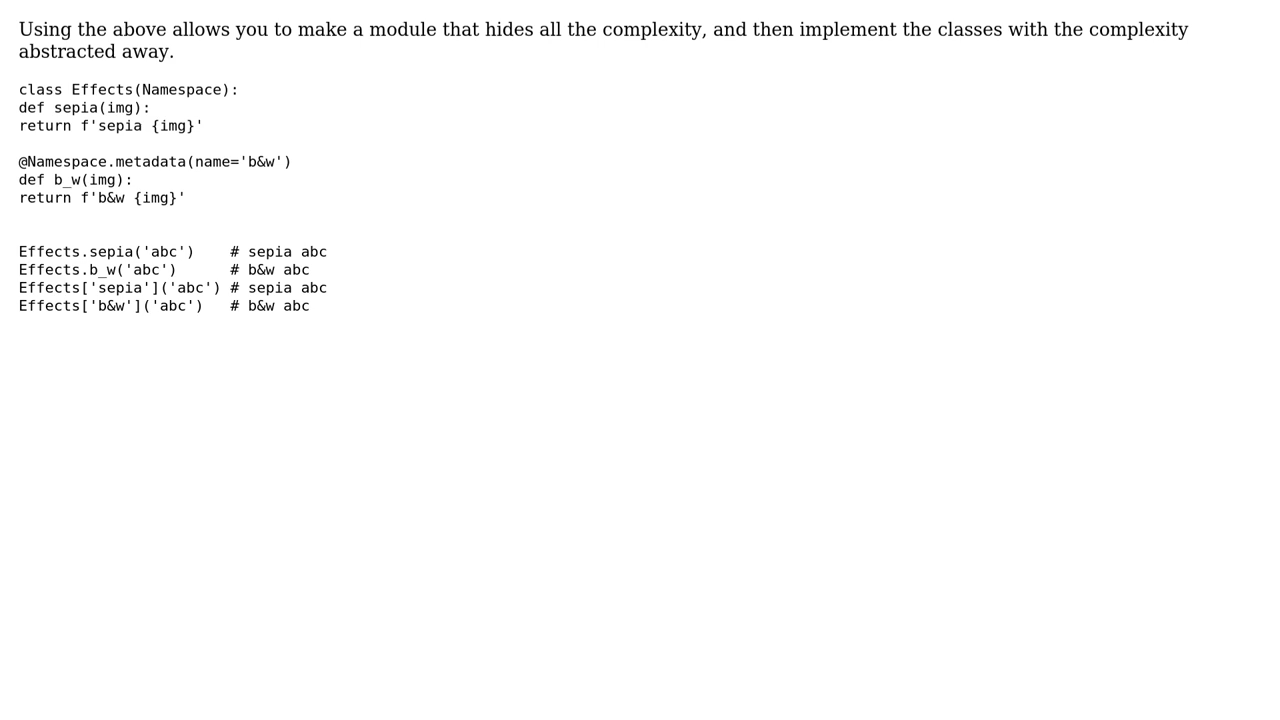 Using the above allows you to make a module that hides all the complexity, and then implement the classes with the complexity
abstracted away.
class Effects(Namespace):
def sepia(img):
return f'sepia {img}'
@Namespace.metadata(name='b&w')
def b_w(img):
return f'b&w {img}'
Effects.sepia('abc')    # sepia abc
Effects.b_w('abc')      # b&w abc
Effects['sepia']('abc') # sepia abc
Effects['b&w']('abc')   # b&w abc